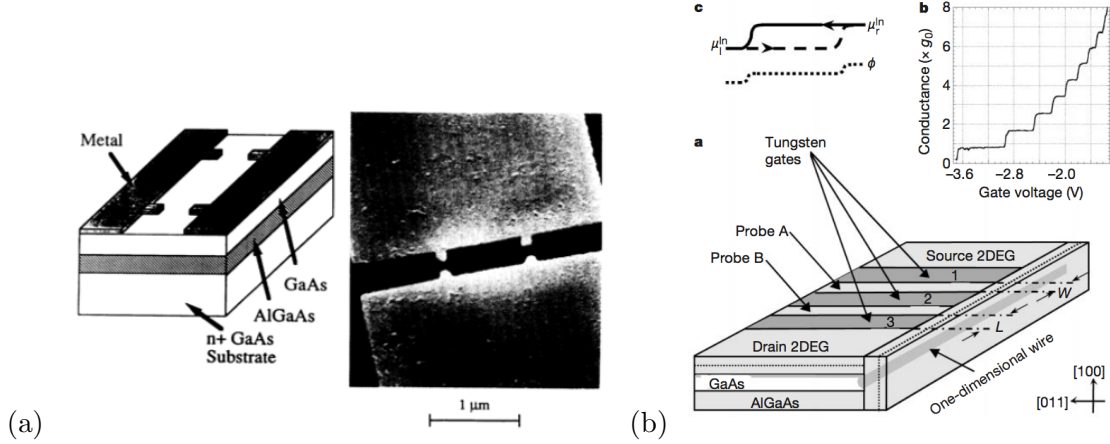 (a)
Metal
GaAs
AlGaAs
n+ GaAs
Substrate
1 μm
(b)
c
μ_l^In
μ_r^In
ϕ
b
Conductance (× g₀)
8
6
4
2
0
−3.6
−2.8
−2.0
Gate voltage (V)
a
Tungsten
gates
Probe A
Probe B
Source 2DEG
1
2
3
W
L
Drain 2DEG
GaAs
AlGaAs
One-dimensional wire
[100]
[011]